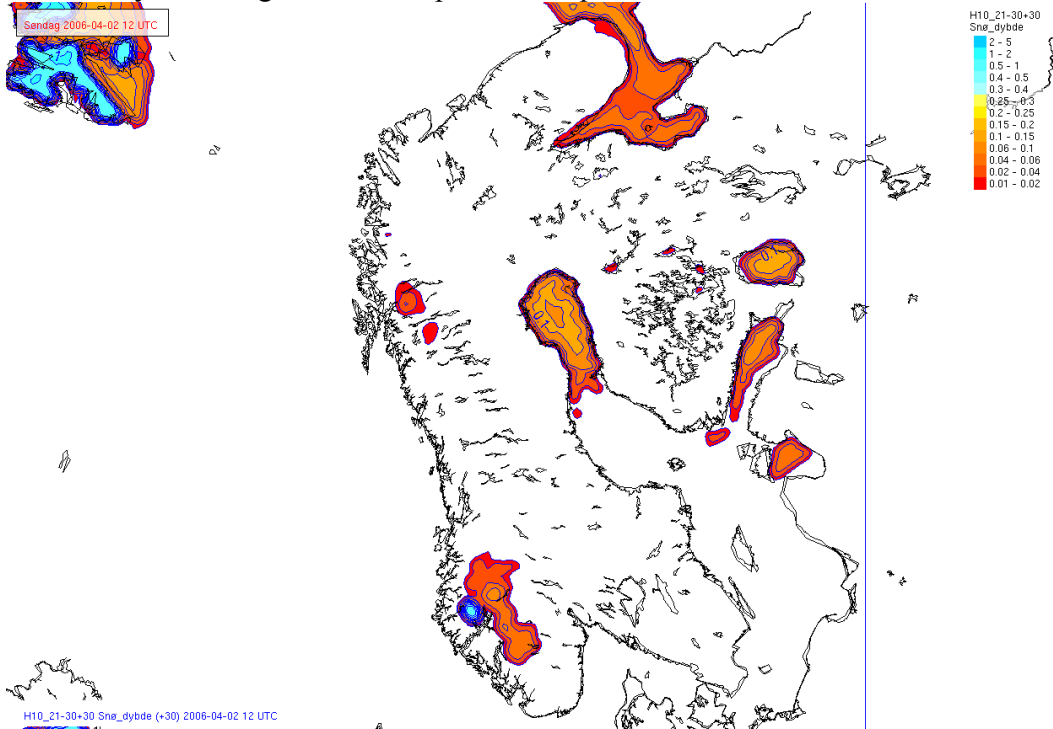 Søndag 2006-04-02 12 UTC
H10_21-30+30
Snø_dybde
2 - 5
1 - 2
0.5 - 1
0.4 - 0.5
0.3 - 0.4
0.25 - 0.3
0.2 - 0.25
0.15 - 0.2
0.1 - 0.15
0.06 - 0.1
0.04 - 0.06
0.02 - 0.04
0.01 - 0.02
H10_21-30+30 Snø_dybde (+30) 2006-04-02 12 UTC